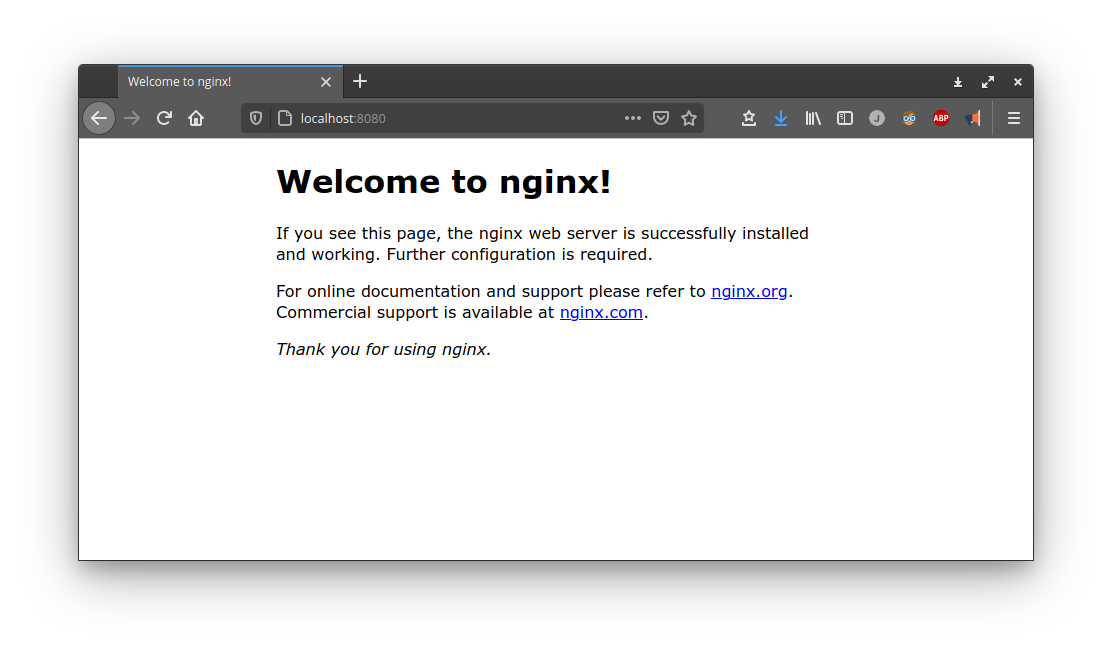 Welcome to nginx!
localhost:8080
J
ABP
Welcome to nginx!
If you see this page, the nginx web server is successfully installed
and working. Further configuration is required.
For online documentation and support please refer to nginx.org.
Commercial support is available at nginx.com.
Thank you for using nginx.